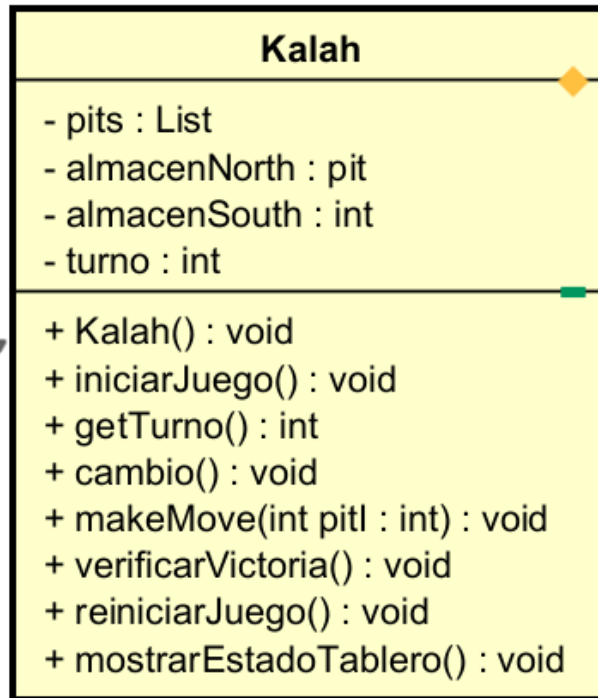 Kalah
- pits : List
- almacenNorth : pit
- almacenSouth : int
- turno : int
+ Kalah() : void
+ iniciarJuego() : void
+ getTurno() : int
+ cambio() : void
+ makeMove(int pitI : int) : void
+ verificarVictoria() : void
+ reiniciarJuego() : void
+ mostrarEstadoTablero() : void